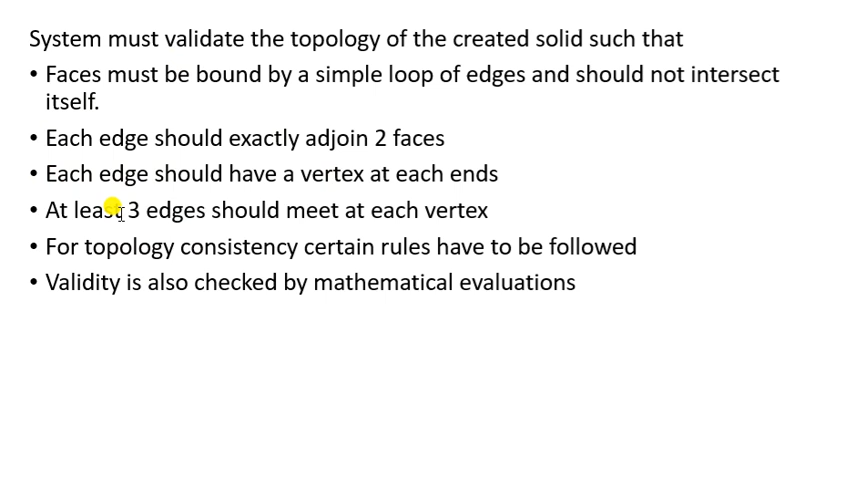 System must validate the topology of the created solid such that
• Faces must be bound by a simple loop of edges and should not intersect
itself.
• Each edge should exactly adjoin 2 faces
• Each edge should have a vertex at each ends
• At least 3 edges should meet at each vertex
• For topology consistency certain rules have to be followed
• Validity is also checked by mathematical evaluations